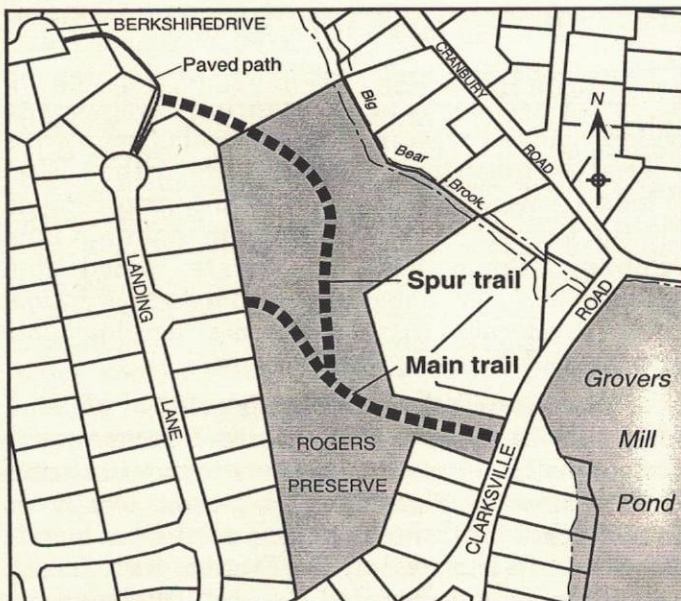 BERKSHIREDRIVE
Paved path
CRANBURY
ROAD
N
Big
Bear
Brook
LANDING
LANE
Spur trail
Main trail
ROAD
CLARKSVILLE
Grovers
Mill
Pond
ROGERS
PRESERVE